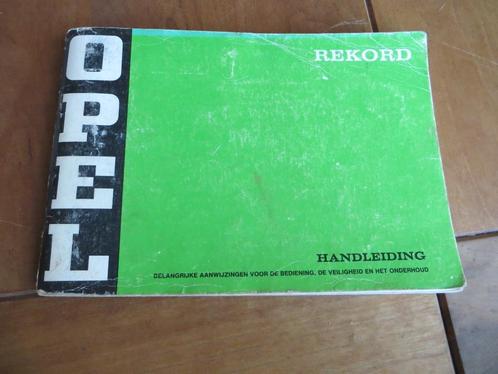 OPEL
REKORD
HANDLEIDING
BELANGRIJKE AANWIJZINGEN VOOR DE BEDIENING, DE VEILIGHEID EN HET ONDERHOUD